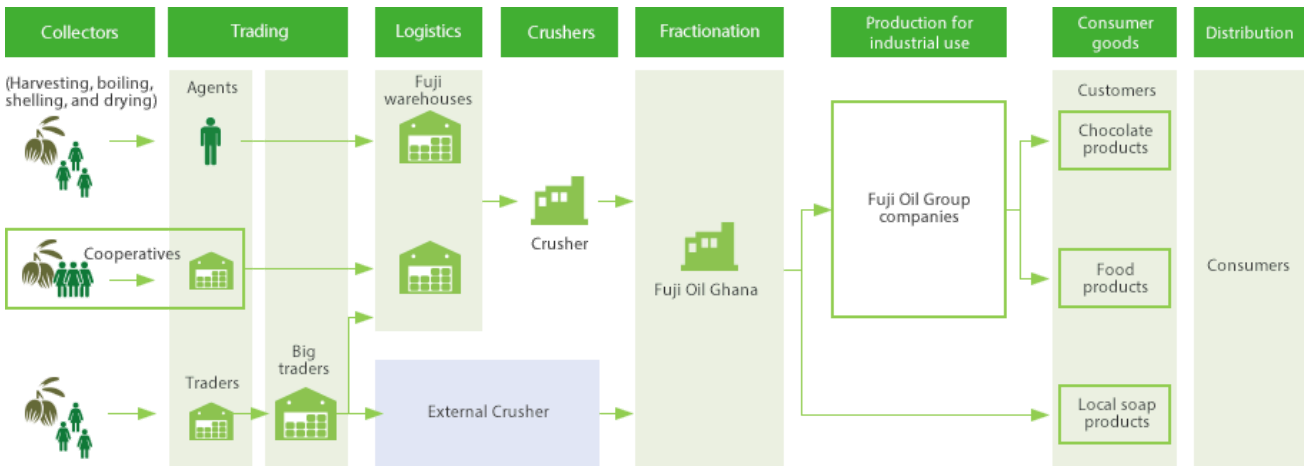 Collectors
Trading
Logistics
Crushers
Fractionation
Production for
industrial use
Consumer
goods
Distribution
(Harvesting, boiling,
shelling, and drying)
Agents
Fuji
warehouses
Customers
Chocolate
products
Fuji Oil Group
companies
Crusher
Cooperatives
Fuji Oil Ghana
Food
products
Consumers
Big
traders
Traders
External Crusher
Local soap
products